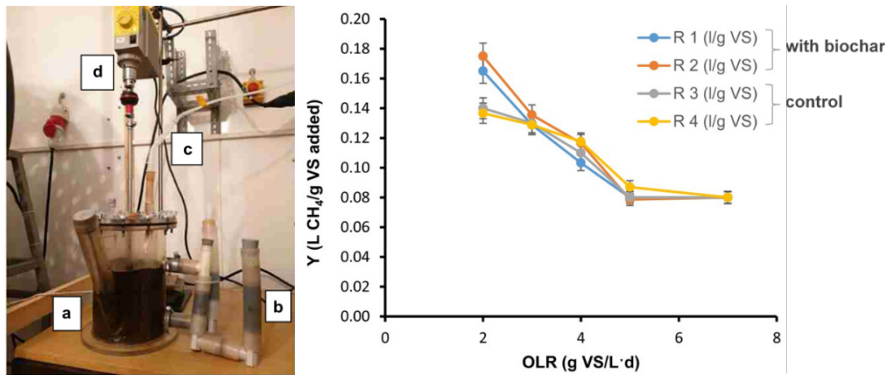 d
c
a
b
0.20
0.18
0.16
0.14
0.12
0.10
0.08
0.06
0.04
0.02
0.00
Y (L CH₄/g VS added)
0 2 4 6 8
OLR (g VS/L·d)
R 1 (l/g VS)
R 2 (l/g VS)
with biochar
R 3 (l/g VS)
R 4 (l/g VS)
control